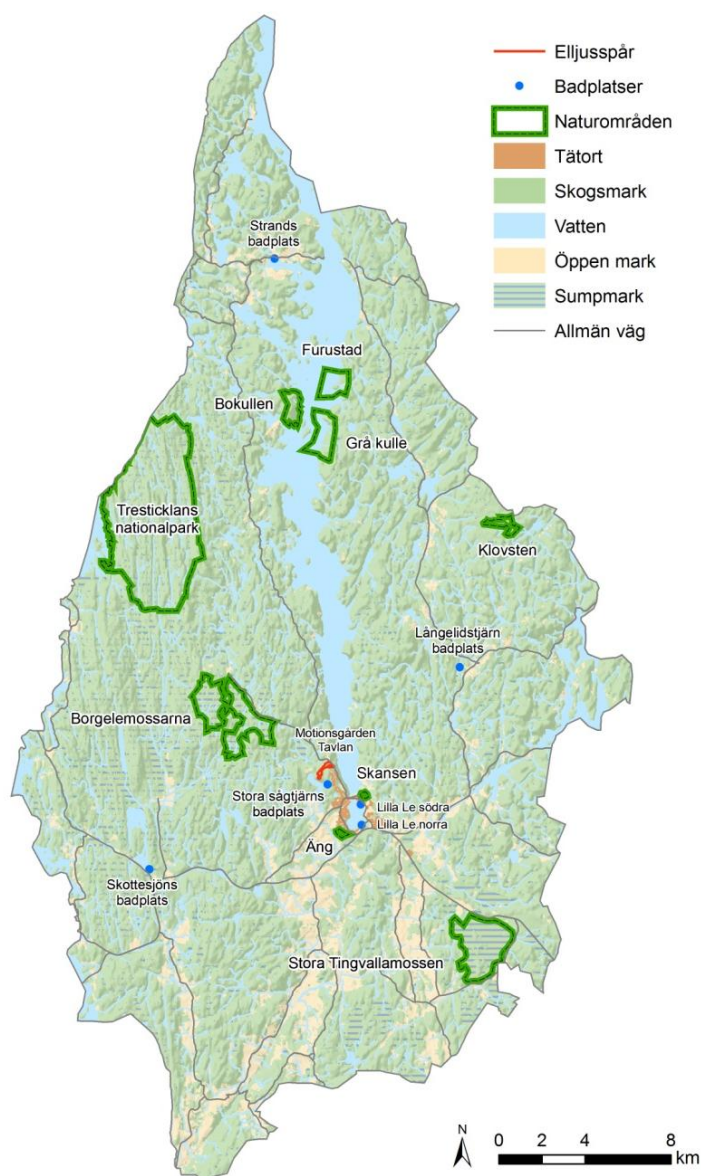 Elljusspår
Badplatser
Naturområden
Tätort
Skogsmark
Vatten
Öppen mark
Sumpmark
Allmän väg
Strands
badplats
Furustad
Bokullen
Grå kulle
Tresticklans
nationalpark
Klovsten
Långelidstjärn
badplats
Borgelemossarna
Motionsgården
Tavlan
Skansen
Stora sågtjärns
badplats
Lilla Le södra
Lilla Le norra
Äng
Skottesjöns
badplats
Stora Tingvallamossen
N
0 2 4 8
km